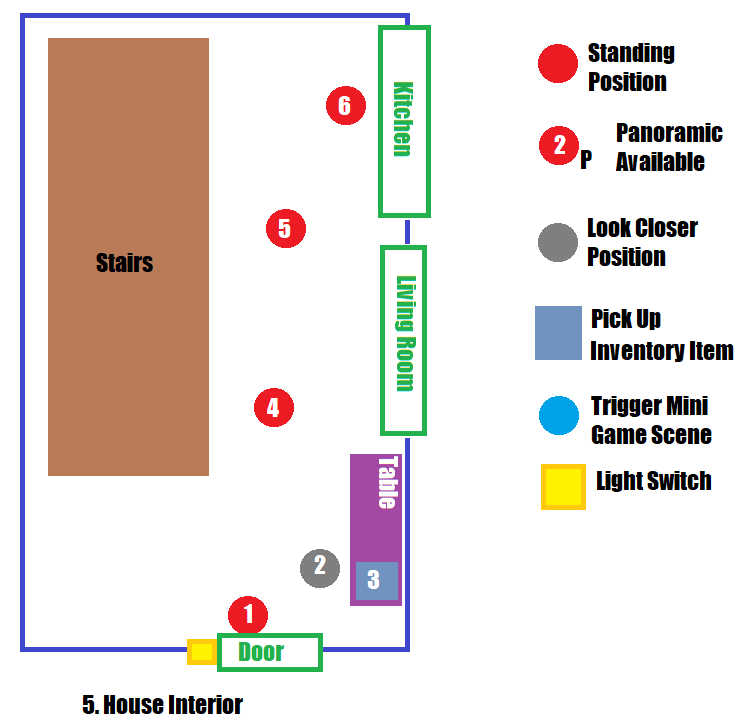 6
Kitchen
5
Stairs
Living Room
4
Table
2
3
1
Door
5. House Interior
Standing
Position
2
P
Panoramic
Available
Look Closer
Position
Pick Up
Inventory Item
Trigger Mini
Game Scene
Light Switch